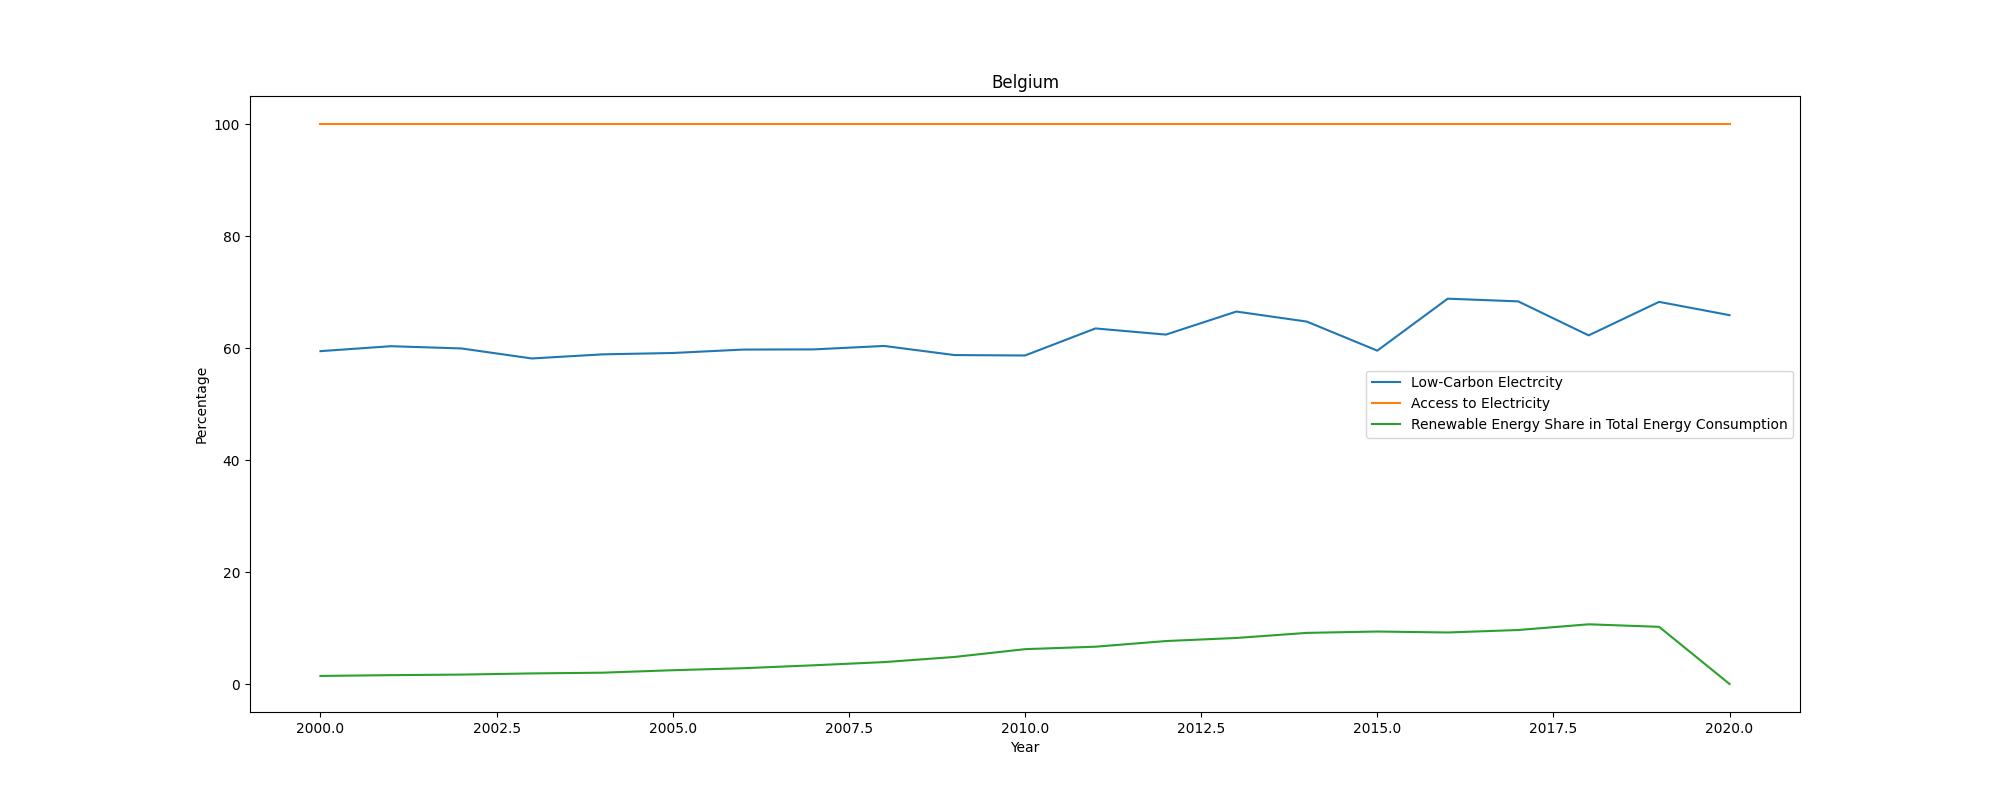 Belgium
100
80
60
40
20
0
Percentage
Low-Carbon Electrcity
Access to Electricity
Renewable Energy Share in Total Energy Consumption
2000.0 2002.5 2005.0 2007.5 2010.0 2012.5 2015.0 2017.5 2020.0
Year